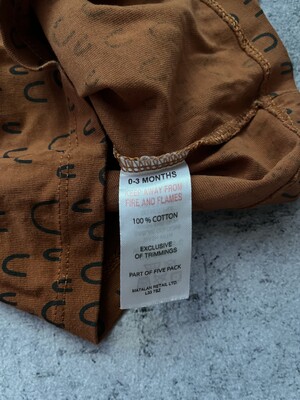 0-3 MONTHS
KEEP AWAY FROM
FIRE AND FLAMES
100% COTTON
EXCLUSIVE
OF TRIMMINGS
PART OF FIVE PACK
MATALAN RETAIL LTD.
L33 7SZ